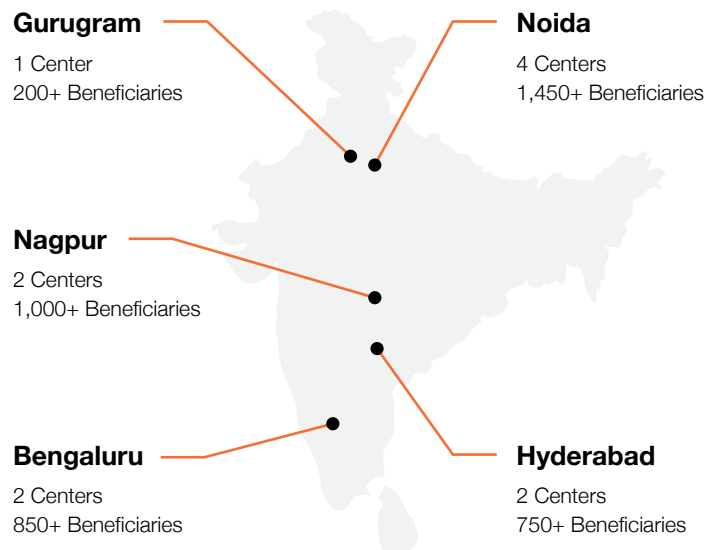 Gurugram
1 Center
200+ Beneficiaries
Noida
4 Centers
1,450+ Beneficiaries
Nagpur
2 Centers
1,000+ Beneficiaries
Bengaluru
2 Centers
850+ Beneficiaries
Hyderabad
2 Centers
750+ Beneficiaries